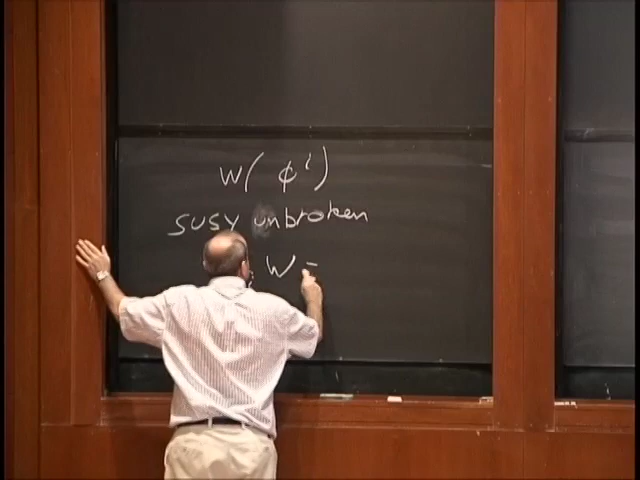 W( ϕ^i )
SUSY unbroken
W =